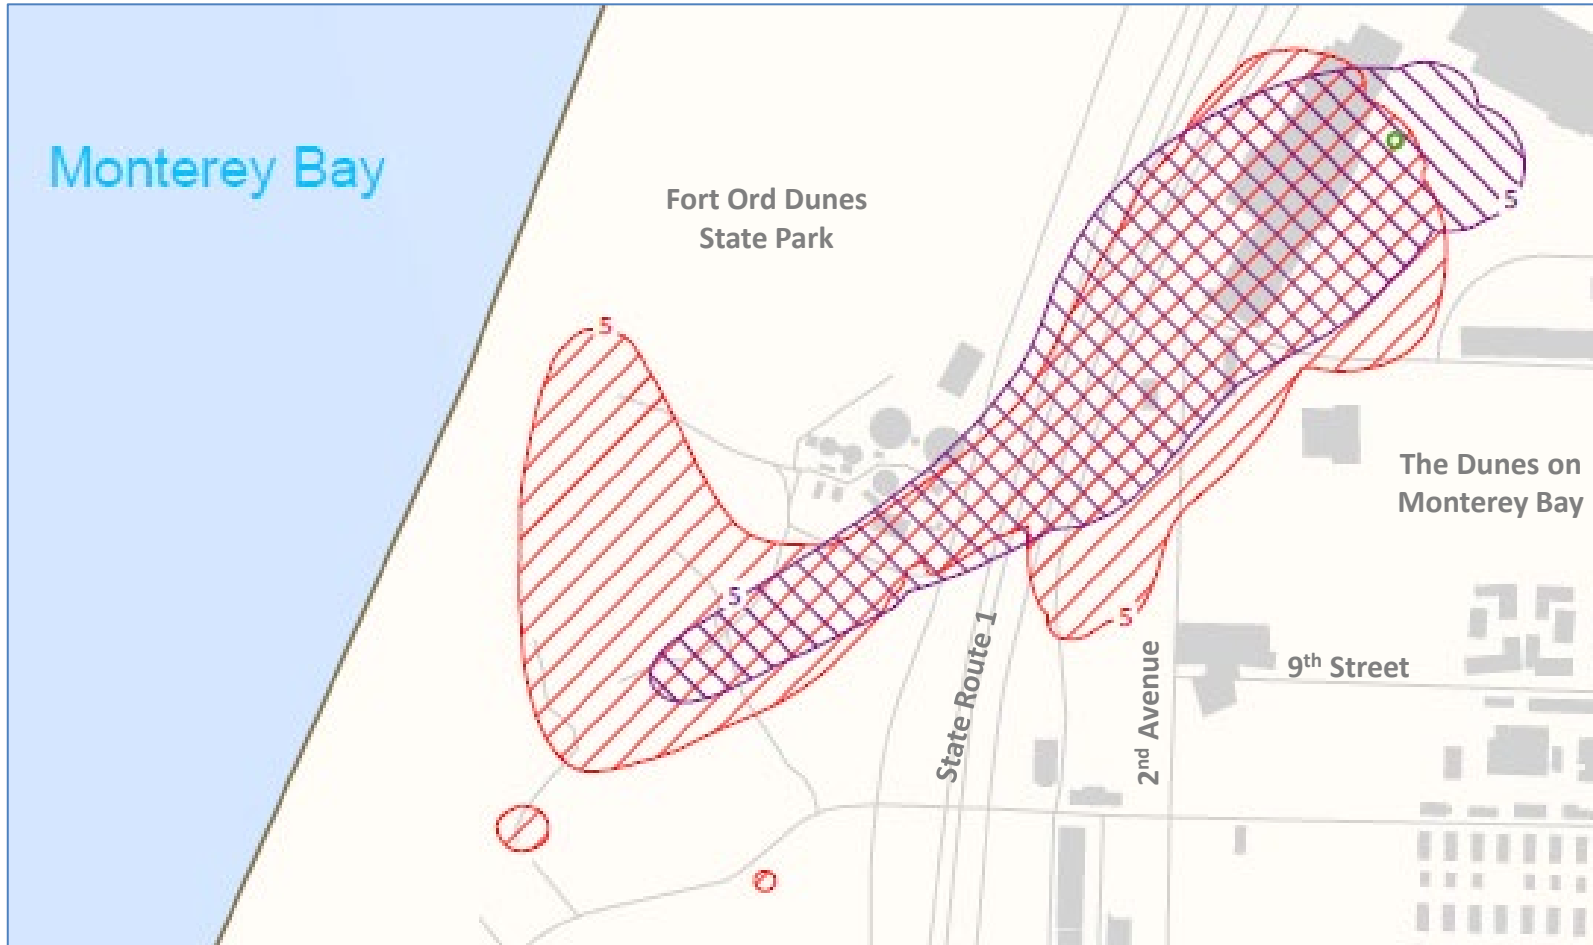 Monterey Bay
Fort Ord Dunes
State Park
5
5
The Dunes on
Monterey Bay
5
5
State Route 1
2nd Avenue
9th Street